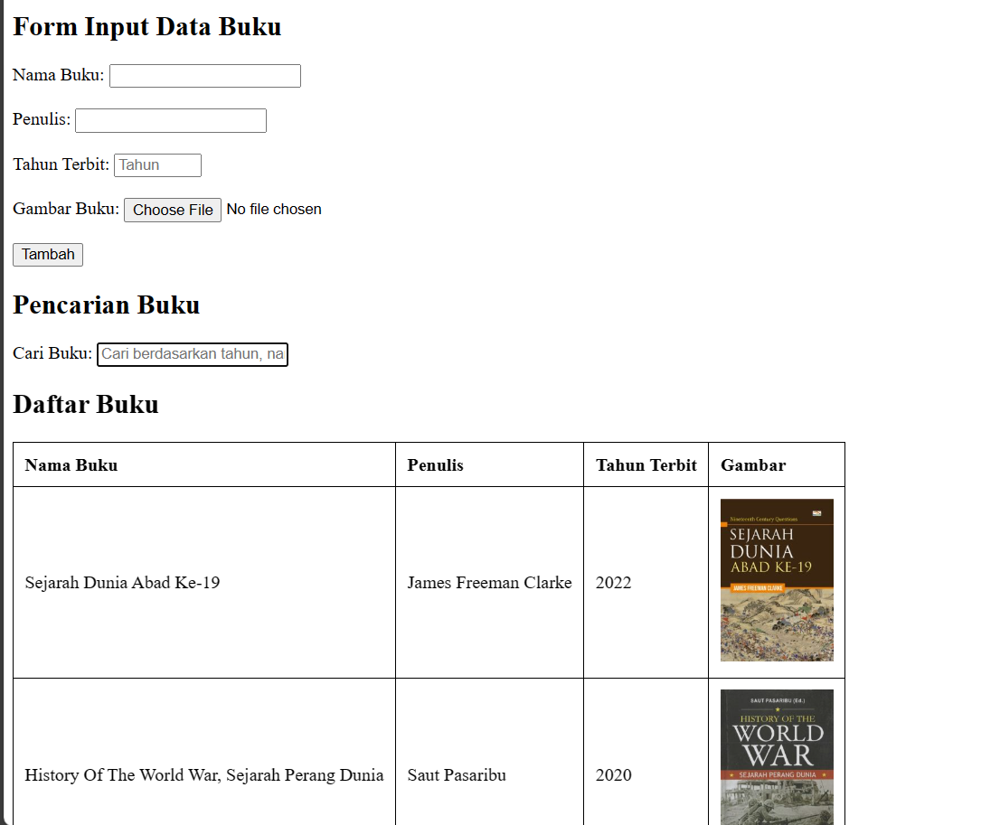 Form Input Data Buku
Nama Buku:
Penulis:
Tahun Terbit: Tahun
Gambar Buku: Choose File No file chosen
Tambah
Pencarian Buku
Cari Buku: Cari berdasarkan tahun, na
Daftar Buku
Nama Buku Penulis Tahun Terbit Gambar
Sejarah Dunia Abad Ke-19 James Freeman Clarke 2022
Nineteenth Century Questions
SEJARAH
DUNIA
ABAD KE-19
JAMES FREEMAN CLARKE
History Of The World War, Sejarah Perang Dunia Saut Pasaribu 2020
SAUT PASARIBU (Ed.)
HISTORY OF THE
WORLD
WAR
SEJARAH PERANG DUNIA